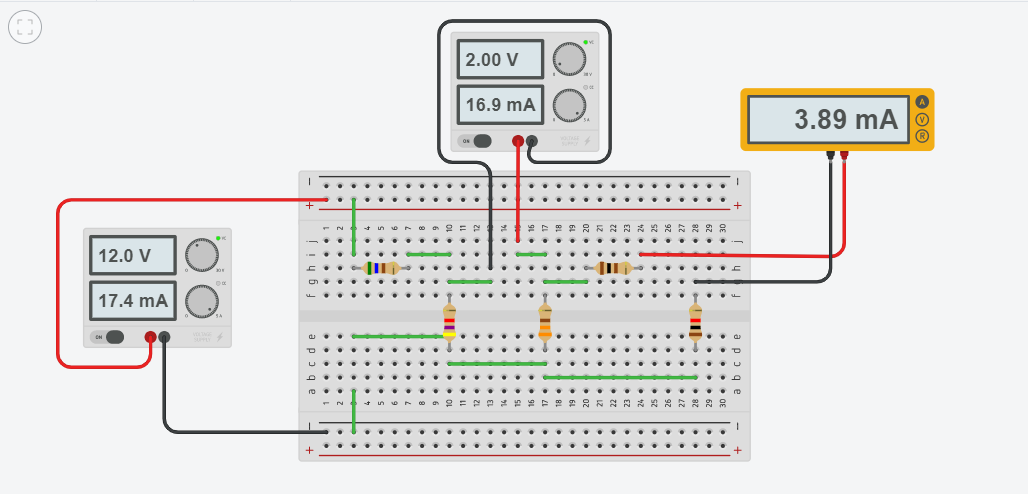 2.00 V
16.9 mA
ON
3.89 mA
A
V
R
12.0 V
17.4 mA
ON
− −
+ +
1 2 3 4 5 6 7 8 9 10 11 12 13 14 15 16 17 18 19 20 21 22 23 24 25 26 27 28 29 30
j j
i i
h h
g g
f f
e e
d d
c c
b b
a a
1 2 3 4 5 6 7 8 9 10 11 12 13 14 15 16 17 18 19 20 21 22 23 24 25 26 27 28 29 30
− −
+ +